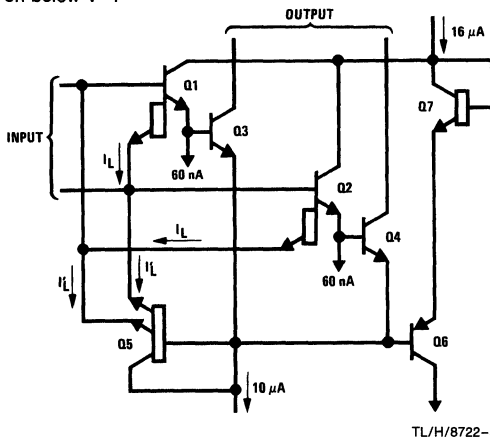 OUTPUT
16 µA
Q1
Q7
Q3
INPUT
I_L
60 nA
Q2
I_L
Q4
I'_L
I'_L
60 nA
Q5
Q6
10 µA
TL/H/8722–